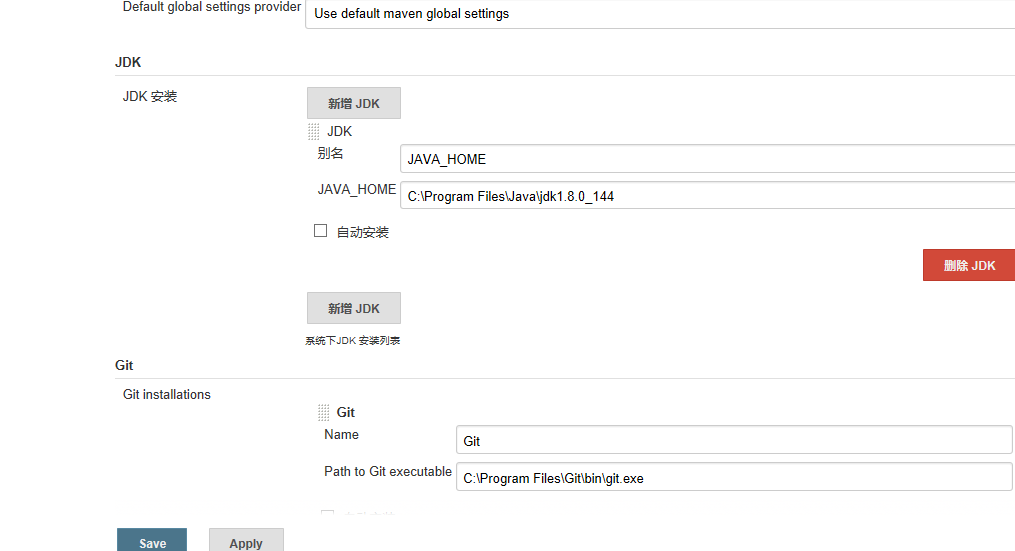 Default global settings provider
Use default maven global settings
JDK
JDK 安装
新增 JDK
JDK
别名
JAVA_HOME
JAVA_HOME
C:\Program Files\Java\jdk1.8.0_144
自动安装
删除 JDK
新增 JDK
系统下JDK 安装列表
Git
Git installations
Git
Name
Git
Path to Git executable
C:\Program Files\Git\bin\git.exe
Save
Apply